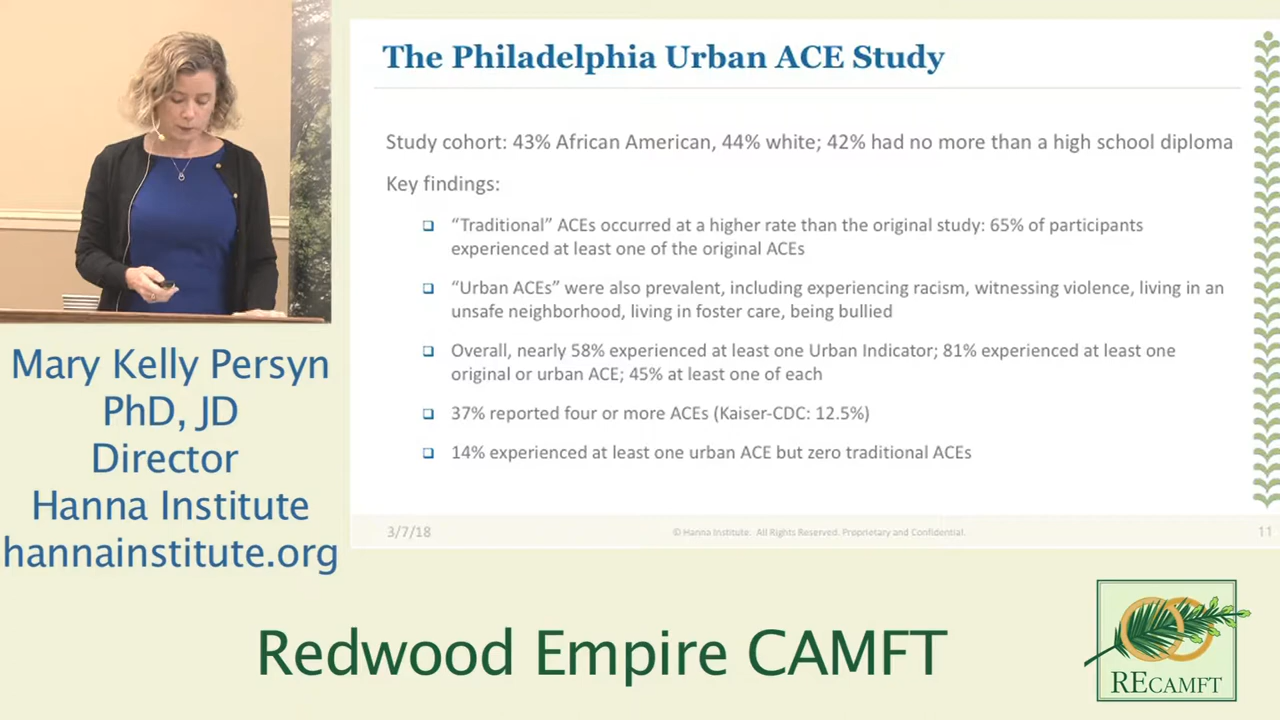 The Philadelphia Urban ACE Study
Study cohort: 43% African American, 44% white; 42% had no more than a high school diploma
Key findings:
“Traditional” ACEs occurred at a higher rate than the original study: 65% of participants
experienced at least one of the original ACEs
“Urban ACEs” were also prevalent, including experiencing racism, witnessing violence, living in an
unsafe neighborhood, living in foster care, being bullied
Overall, nearly 58% experienced at least one Urban Indicator; 81% experienced at least one
original or urban ACE; 45% at least one of each
37% reported four or more ACEs (Kaiser-CDC: 12.5%)
14% experienced at least one urban ACE but zero traditional ACEs
3/7/18
© Hanna Institute. All Rights Reserved. Proprietary and Confidential.
11
Mary Kelly Persyn
PhD, JD
Director
Hanna Institute
hannainstitute.org
Redwood Empire CAMFT
RECAMFT